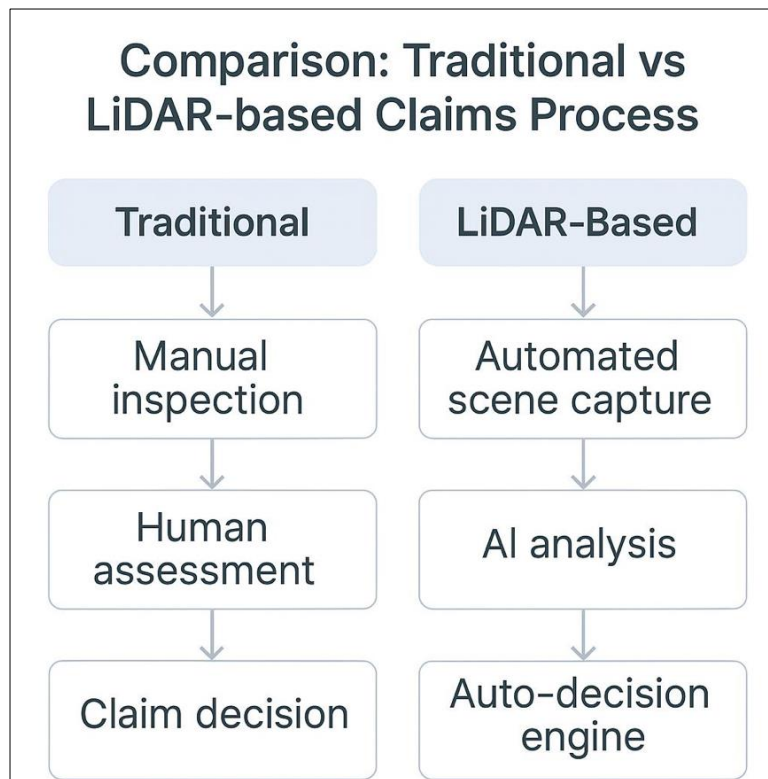 Comparison: Traditional vs
LiDAR-based Claims Process
Traditional
Manual
inspection
Human
assessment
Claim decision
LiDAR-Based
Automated
scene capture
AI analysis
Auto-decision
engine